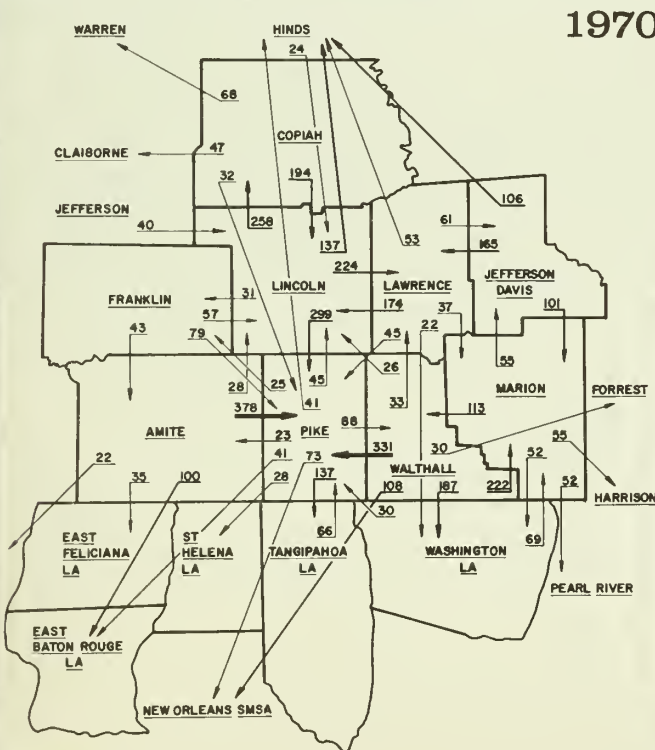 1970
WARREN HINDS
24
68
COPIAH
CLAIBORNE 47
32 194 106
JEFFERSON
40 258 137 53 61 165
224
LINCOLN LAWRENCE JEFFERSON
DAVIS
FRANKLIN 31 174 37 101
57 299 22
43 79 45 55
28 25 45 26
MARION
FORREST
41 33
378 88 113
AMITE PIKE
23 30 55
41 73 331 52
WALTHALL
22 35 100 28 137 108 187 222 52
HARRISON
30
66 69
EAST
FELICIANA
LA
ST
HELENA
LA
TANGIPAHOA
LA
WASHINGTON
LA
PEARL RIVER
EAST
BATON ROUGE
LA
NEW ORLEANS SMSA